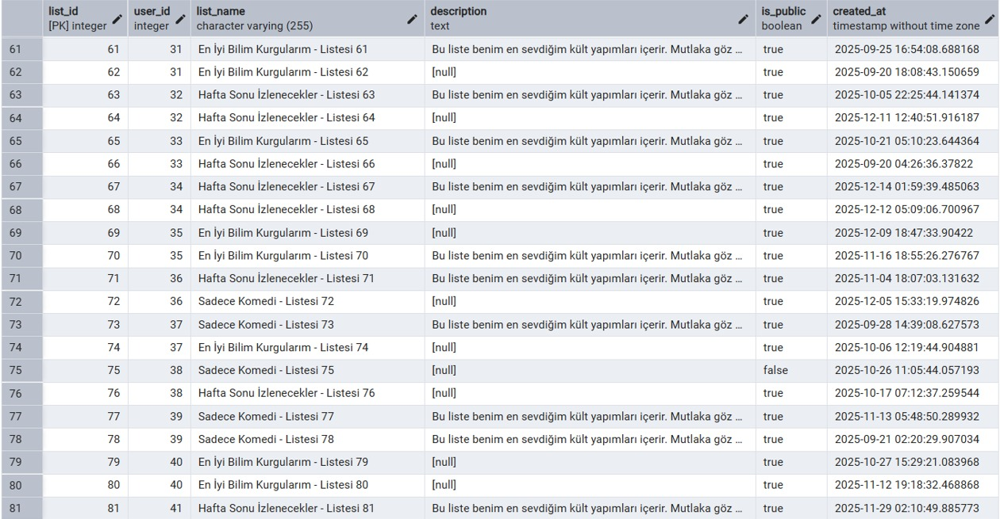 list_id user_id list_name description is_public created_at
[PK] integer integer character varying (255) text boolean timestamp without time zone
61 61 31 En İyi Bilim Kurgularım - Listesi 61 Bu liste benim en sevdiğim kült yapımları içerir. Mutlaka göz ... true 2025-09-25 16:54:08.688168
62 62 31 En İyi Bilim Kurgularım - Listesi 62 [null] true 2025-09-20 18:08:43.150659
63 63 32 Hafta Sonu İzlenecekler - Listesi 63 Bu liste benim en sevdiğim kült yapımları içerir. Mutlaka göz ... true 2025-10-05 22:25:44.141374
64 64 32 Hafta Sonu İzlenecekler - Listesi 64 [null] true 2025-12-11 12:40:51.916187
65 65 33 En İyi Bilim Kurgularım - Listesi 65 Bu liste benim en sevdiğim kült yapımları içerir. Mutlaka göz ... true 2025-10-21 05:10:23.644364
66 66 33 Hafta Sonu İzlenecekler - Listesi 66 [null] true 2025-09-20 04:26:36.37822
67 67 34 Hafta Sonu İzlenecekler - Listesi 67 Bu liste benim en sevdiğim kült yapımları içerir. Mutlaka göz ... true 2025-12-14 01:59:39.485063
68 68 34 Hafta Sonu İzlenecekler - Listesi 68 [null] true 2025-12-12 05:09:06.700967
69 69 35 En İyi Bilim Kurgularım - Listesi 69 [null] true 2025-12-09 18:47:33.90422
70 70 35 En İyi Bilim Kurgularım - Listesi 70 Bu liste benim en sevdiğim kült yapımları içerir. Mutlaka göz ... true 2025-11-16 18:55:26.276767
71 71 36 Hafta Sonu İzlenecekler - Listesi 71 Bu liste benim en sevdiğim kült yapımları içerir. Mutlaka göz ... true 2025-11-04 18:07:03.131632
72 72 36 Sadece Komedi - Listesi 72 [null] true 2025-12-05 15:33:19.974826
73 73 37 Sadece Komedi - Listesi 73 Bu liste benim en sevdiğim kült yapımları içerir. Mutlaka göz ... true 2025-09-28 14:39:08.627573
74 74 37 En İyi Bilim Kurgularım - Listesi 74 [null] true 2025-10-06 12:19:44.904881
75 75 38 Sadece Komedi - Listesi 75 [null] false 2025-10-26 11:05:44.057193
76 76 38 Hafta Sonu İzlenecekler - Listesi 76 [null] true 2025-10-17 07:12:37.259544
77 77 39 Sadece Komedi - Listesi 77 Bu liste benim en sevdiğim kült yapımları içerir. Mutlaka göz ... true 2025-11-13 05:48:50.289932
78 78 39 Sadece Komedi - Listesi 78 Bu liste benim en sevdiğim kült yapımları içerir. Mutlaka göz ... true 2025-09-21 02:20:29.907034
79 79 40 En İyi Bilim Kurgularım - Listesi 79 [null] true 2025-10-27 15:29:21.083968
80 80 40 En İyi Bilim Kurgularım - Listesi 80 [null] true 2025-11-12 19:18:32.468868
81 81 41 Hafta Sonu İzlenecekler - Listesi 81 Bu liste benim en sevdiğim kült yapımları içerir. Mutlaka göz ... true 2025-11-29 02:10:49.885773